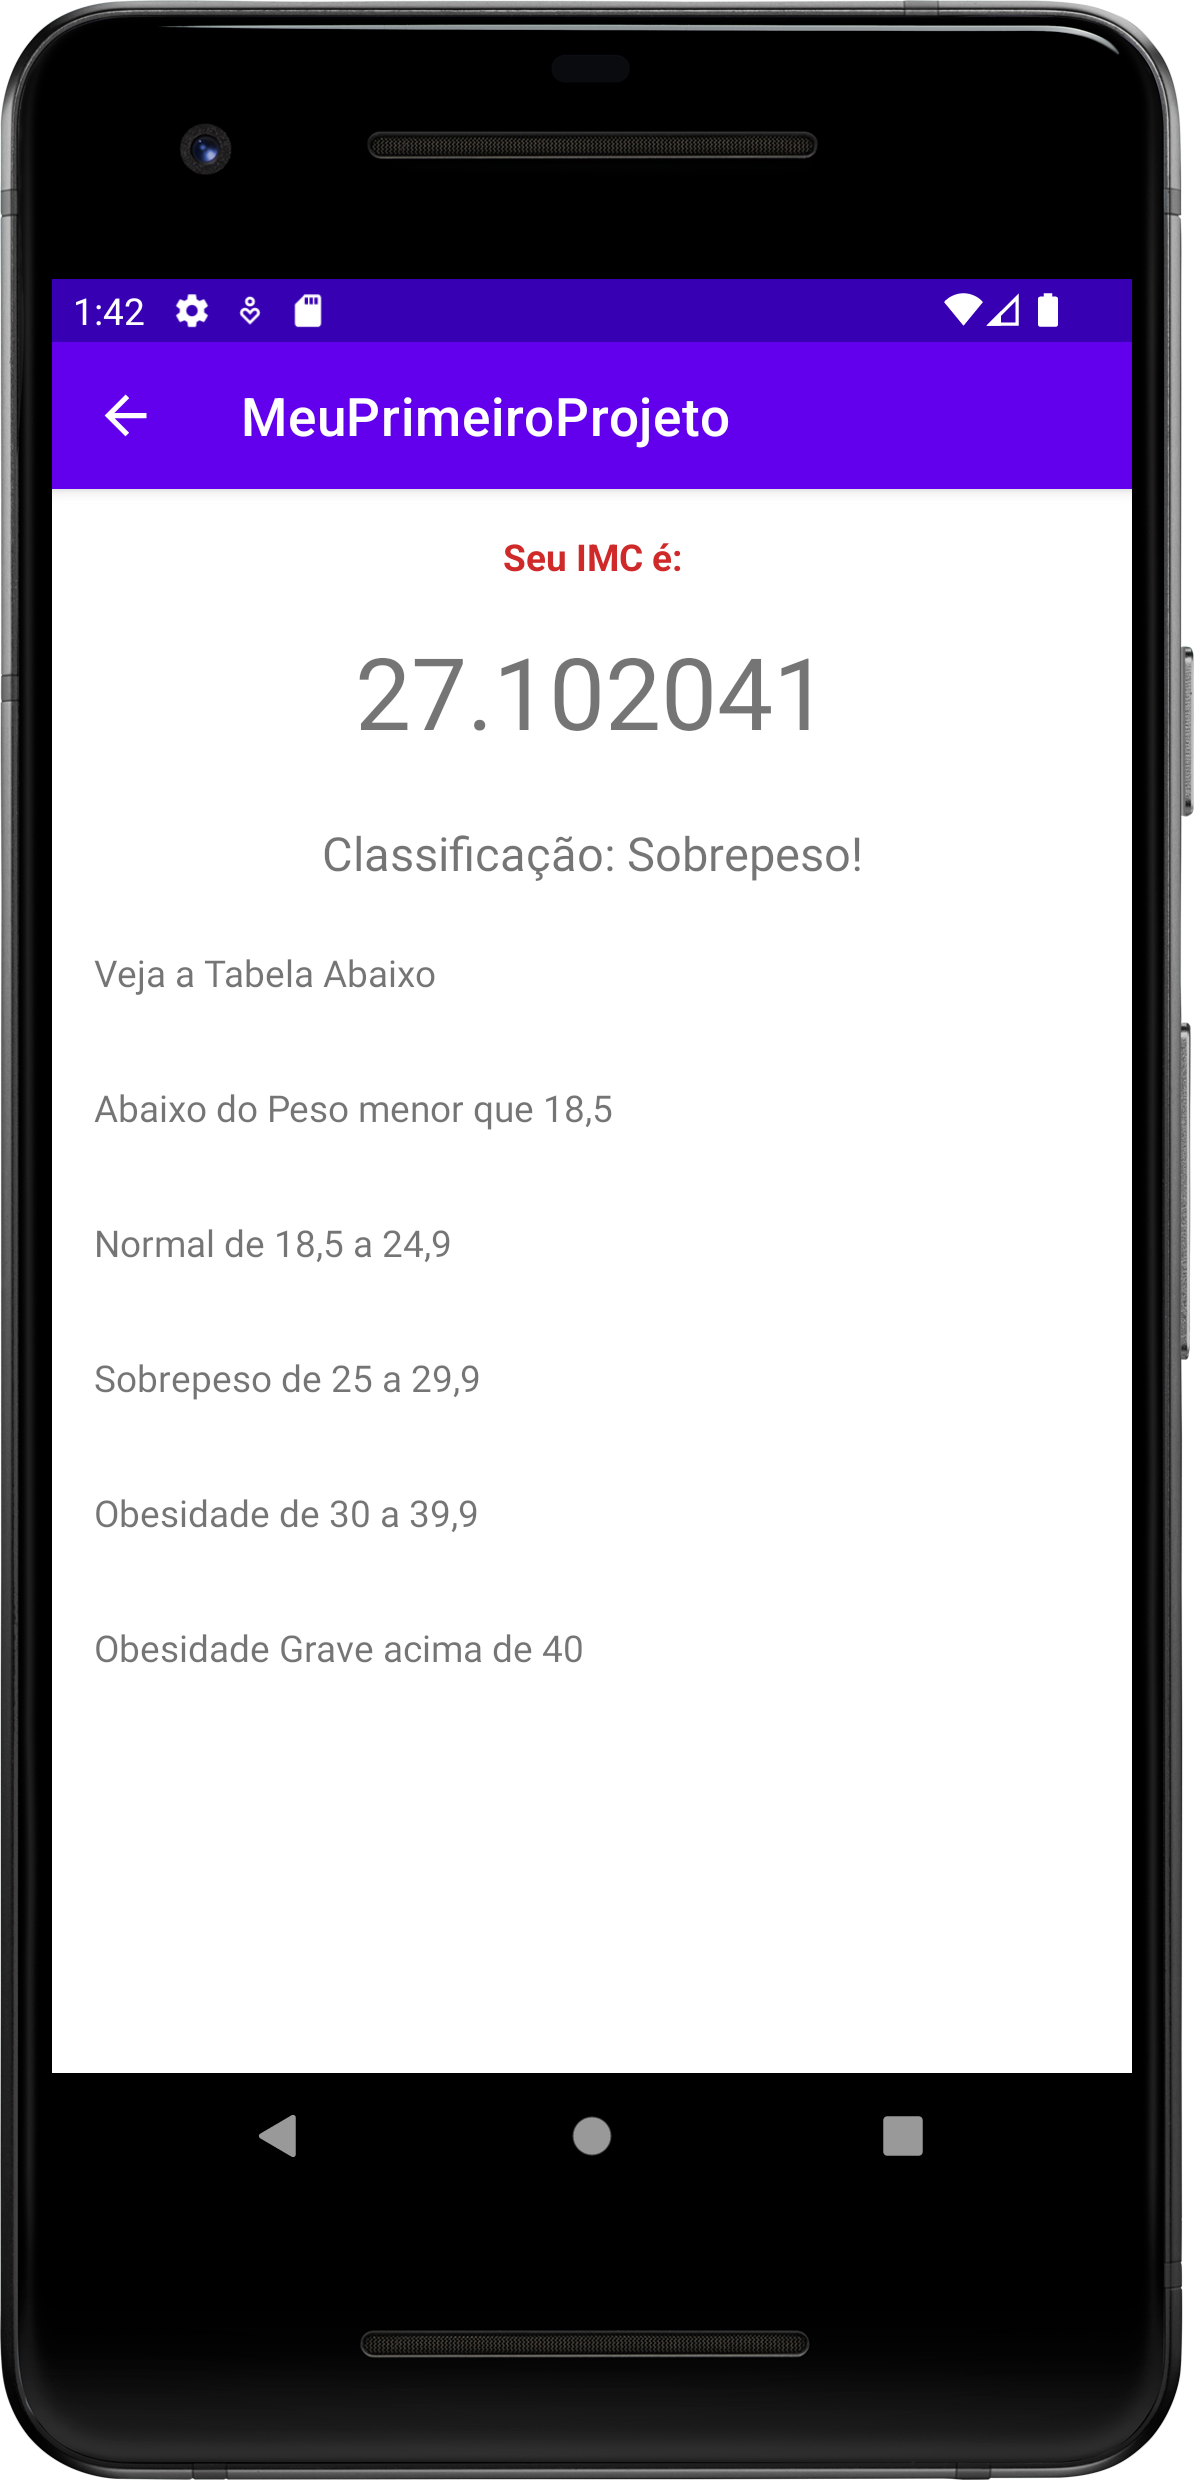 1:42
MeuPrimeiroProjeto
Seu IMC é:
27.102041
Classificação: Sobrepeso!
Veja a Tabela Abaixo
Abaixo do Peso menor que 18,5
Normal de 18,5 a 24,9
Sobrepeso de 25 a 29,9
Obesidade de 30 a 39,9
Obesidade Grave acima de 40